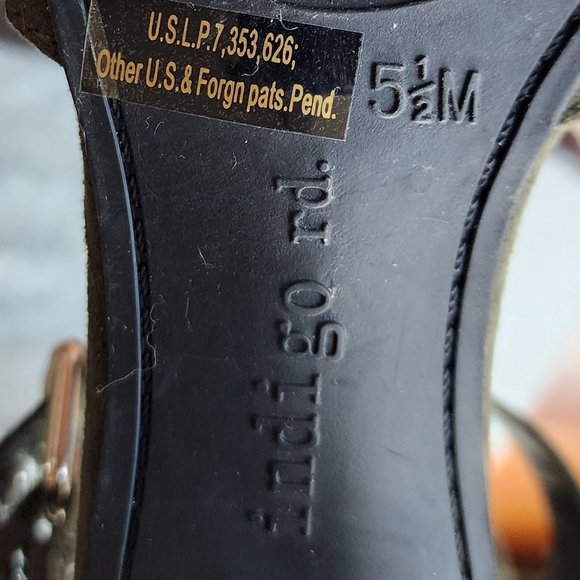 U.S.L.P.7,353,626;
Other U.S.& Forgn pats.Pend.
5½M
indigo rd.